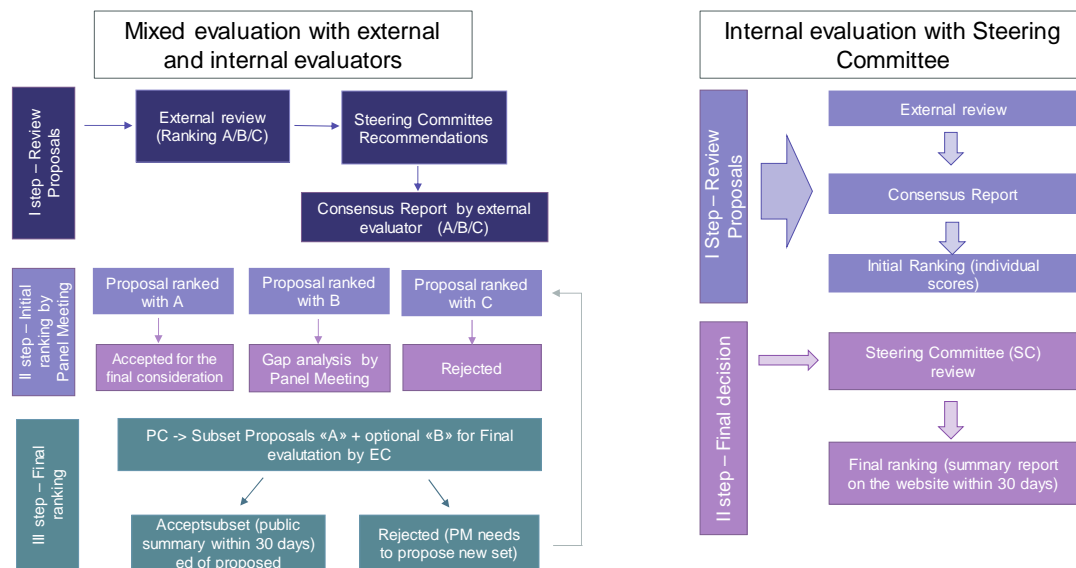 Mixed evaluation with external
and internal evaluators
I step – Review
Proposals
External review
(Ranking A/B/C)
Steering Committee
Recommendations
Consensus Report by external
evaluator (A/B/C)
II step – Initial
ranking by
Panel Meeting
Proposal ranked
with A
Proposal ranked
with B
Proposal ranked
with C
Accepted for the
final consideration
Gap analysis by
Panel Meeting
Rejected
III step – Final
ranking
PC -> Subset Proposals «A» + optional «B» for Final
evalutation by EC
Acceptsubset (public
summary within 30 days)
ed of proposed
Rejected (PM needs
to propose new set)
Internal evaluation with Steering
Committee
I Step – Review
Proposals
External review
Consensus Report
Initial Ranking (individual
scores)
II step – Final decision
Steering Committee (SC)
review
Final ranking (summary report
on the website within 30 days)